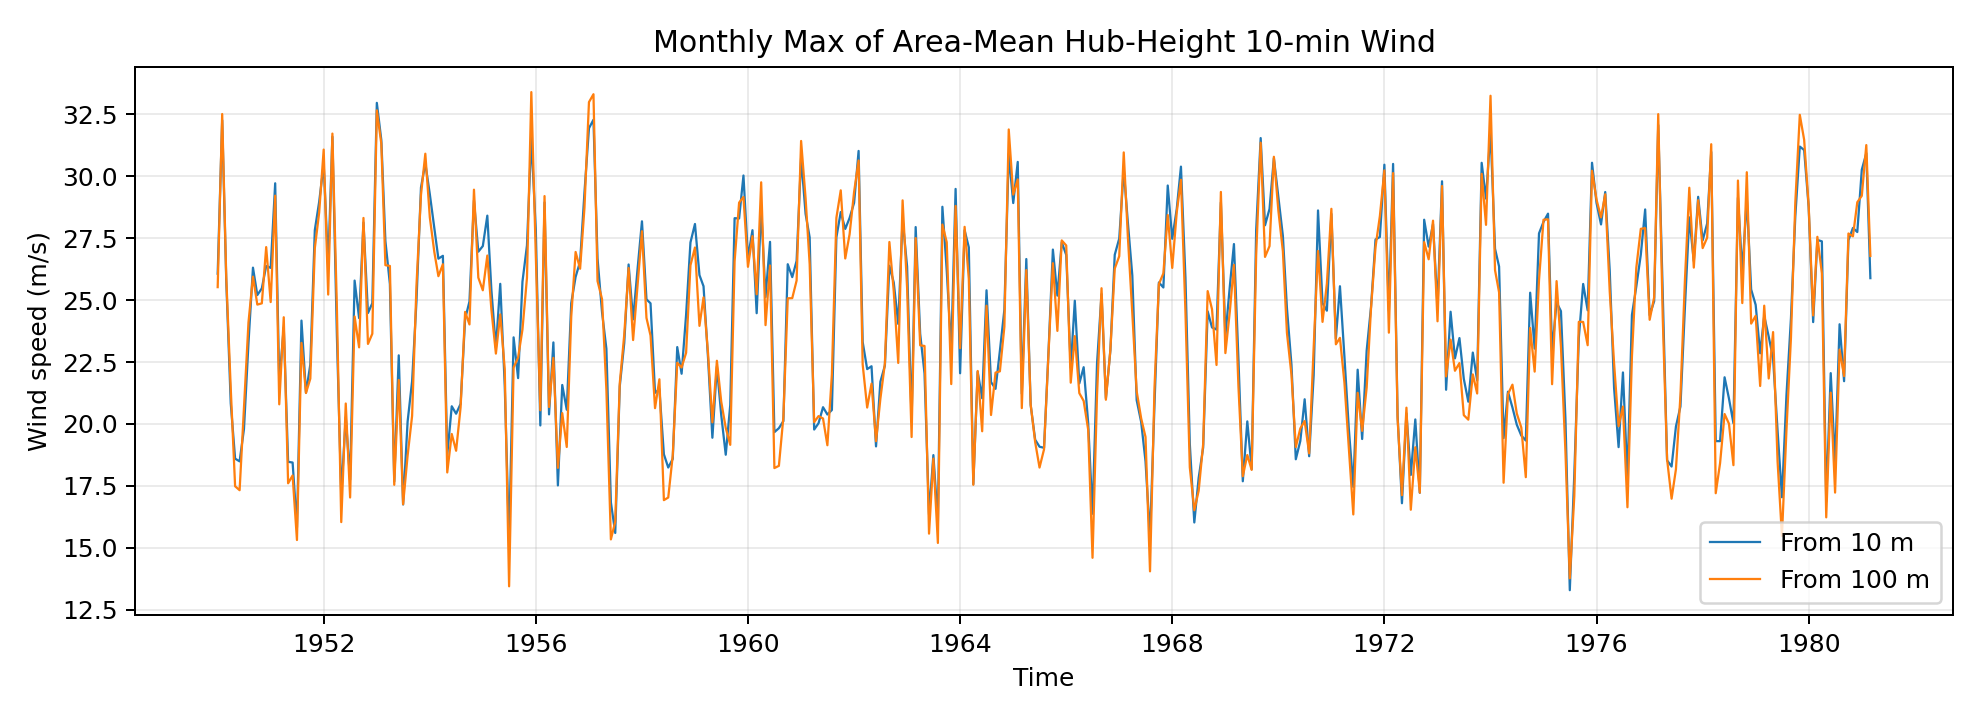 Monthly Max of Area-Mean Hub-Height 10-min Wind
Wind speed (m/s)
32.5
30.0
27.5
25.0
22.5
20.0
17.5
15.0
12.5
From 10 m
From 100 m
1952 1956 1960 1964 1968 1972 1976 1980
Time